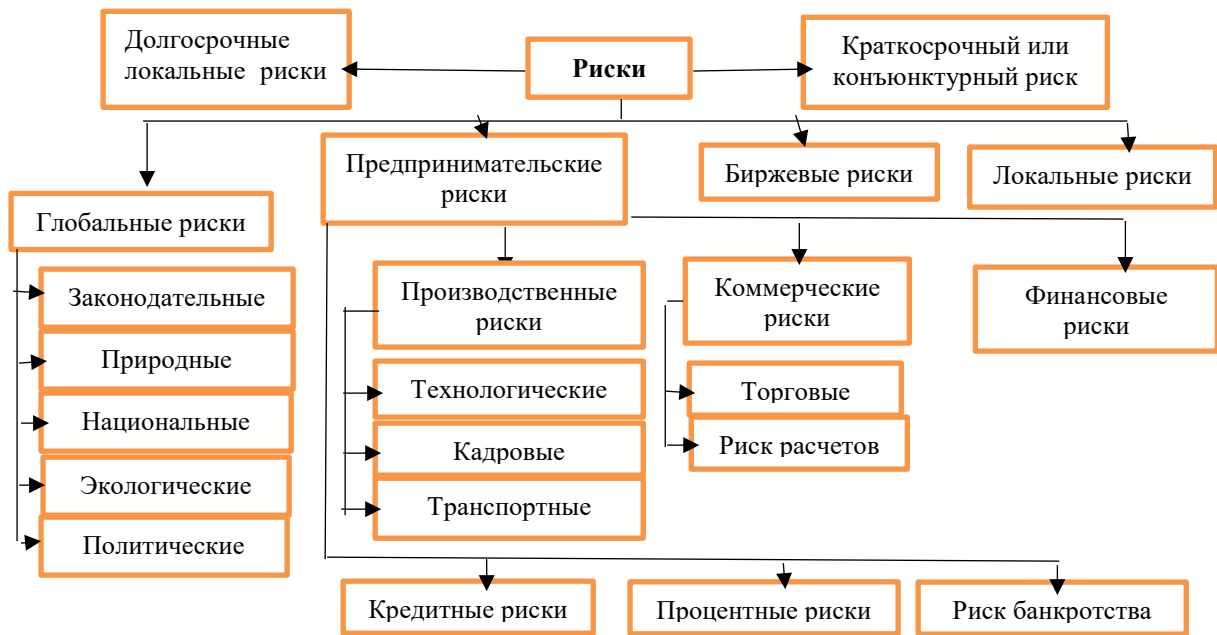 Долгосрочные
локальные риски
Риски
Краткосрочный или
конъюнктурный риск
Предпринимательские
риски
Биржевые риски
Локальные риски
Глобальные риски
Законодательные
Природные
Национальные
Экологические
Политические
Производственные
риски
Технологические
Кадровые
Транспортные
Коммерческие
риски
Торговые
Риск расчетов
Финансовые
риски
Кредитные риски
Процентные риски
Риск банкротства